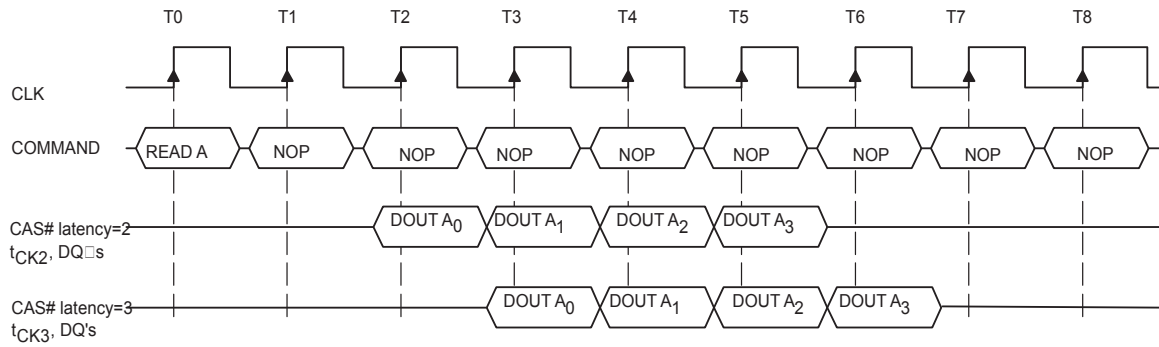 T0 T1 T2 T3 T4 T5 T6 T7 T8
CLK
COMMAND READ A NOP NOP NOP NOP NOP NOP NOP NOP
DOUT A0 DOUT A1 DOUT A2 DOUT A3
CAS# latency=2
tCK2, DQ□s
DOUT A0 DOUT A1 DOUT A2 DOUT A3
CAS# latency=3
tCK3, DQ's